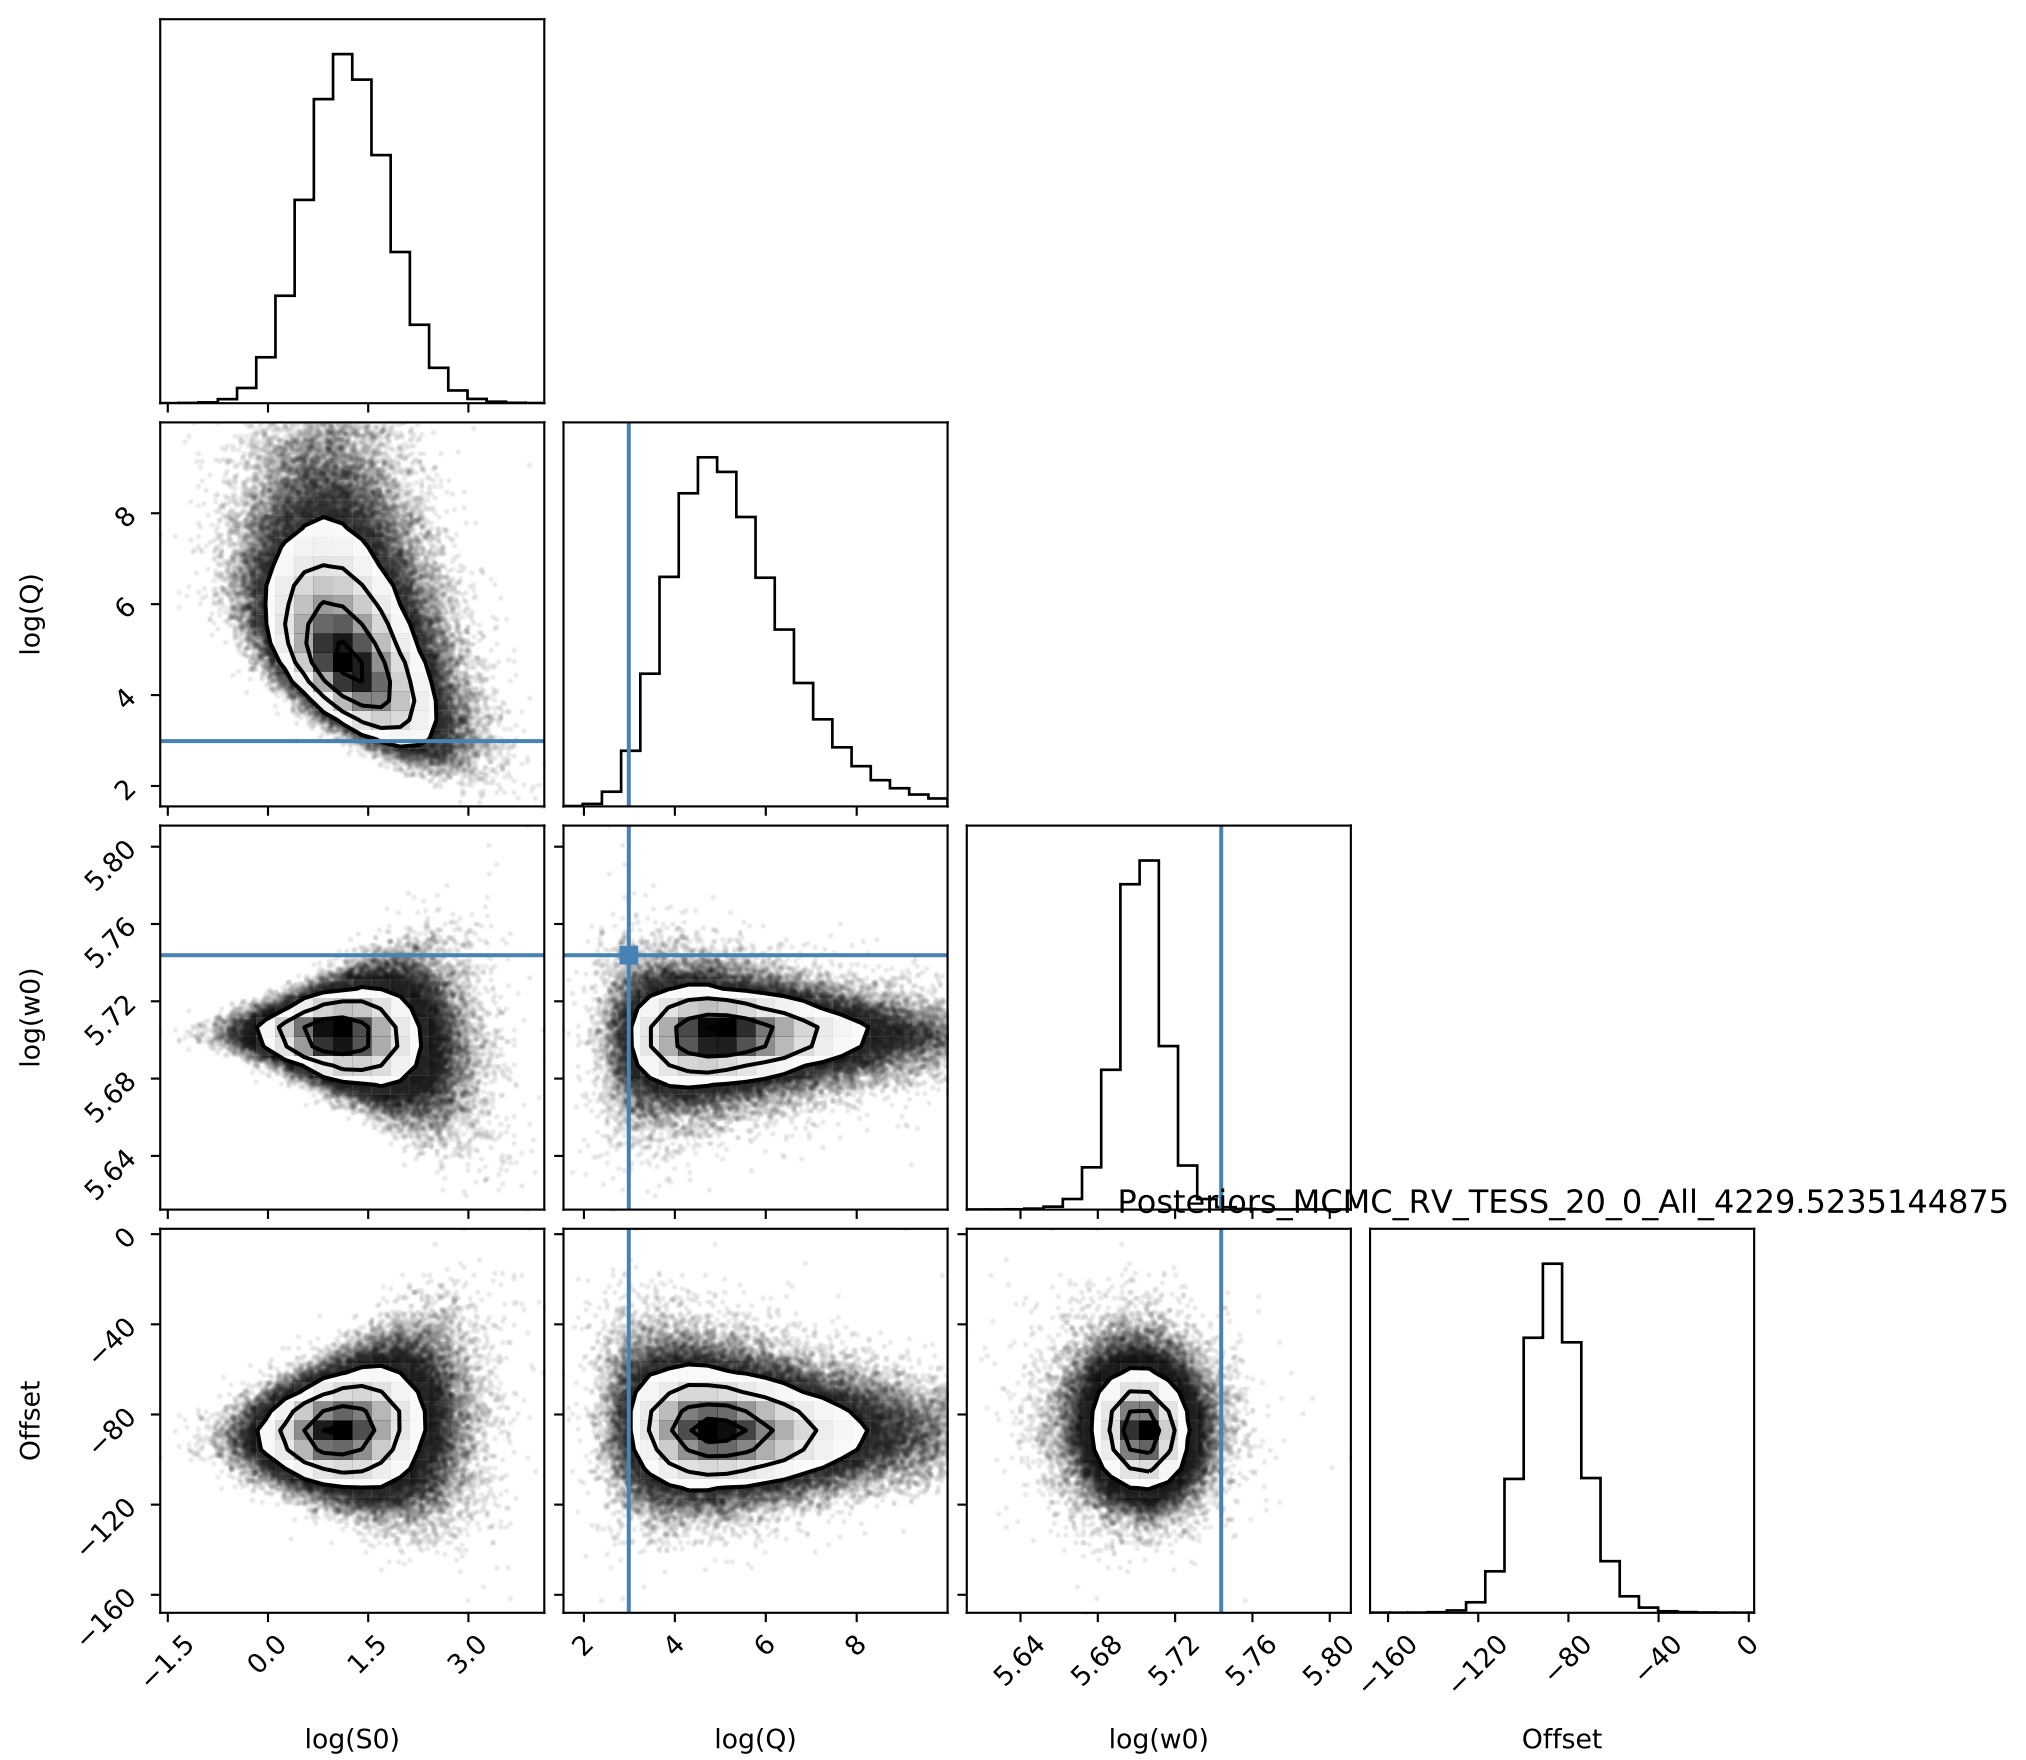 log(Q)
8
6
4
2
log(w0)
5.80
5.76
5.72
5.68
5.64
Posteriors_MCMC_RV_TESS_20_0_All_4229.5235144875
Offset
0
−40
−80
−120
−160
−1.5 0.0 1.5 3.0
2 4 6 8
5.64 5.68 5.72 5.76 5.80
−160 −120 −80 −40 0
log(S0) log(Q) log(w0) Offset